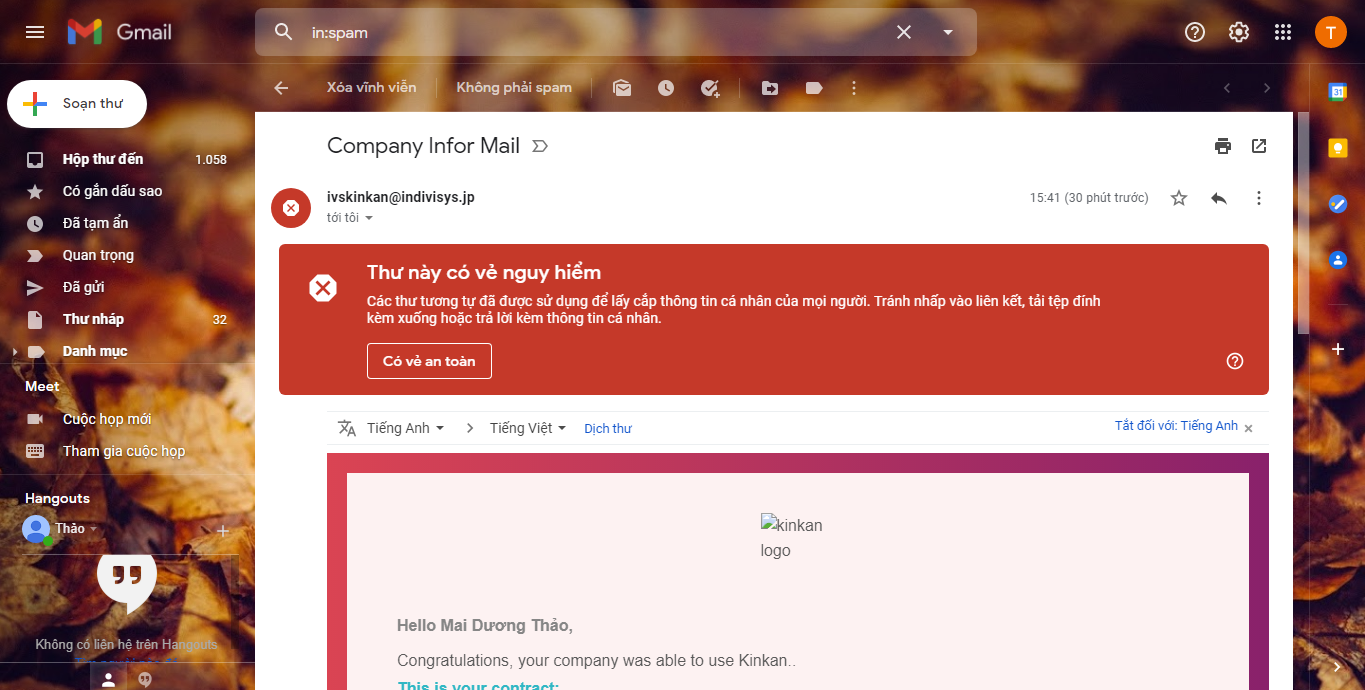 Gmail
in:spam
T
Soạn thư
Xóa vĩnh viễn
Không phải spam
31
Hộp thư đến
1.058
Có gắn dấu sao
Đã tạm ẩn
Quan trọng
Đã gửi
Thư nháp
32
Danh mục
Meet
Cuộc họp mới
Tham gia cuộc họp
Hangouts
Thảo
Không có liên hệ trên Hangouts
Company Infor Mail
ivskinkan@indivisys.jp
15:41 (30 phút trước)
tới tôi
Thư này có vẻ nguy hiểm
Các thư tương tự đã được sử dụng để lấy cắp thông tin cá nhân của mọi người. Tránh nhấp vào liên kết, tải tệp đính
kèm xuống hoặc trả lời kèm thông tin cá nhân.
Có vẻ an toàn
Tiếng Anh
Tiếng Việt
Dịch thư
Tắt đối với: Tiếng Anh
kinkan
logo
Hello Mai Dương Thảo,
Congratulations, your company was able to use Kinkan..
This is your contract: